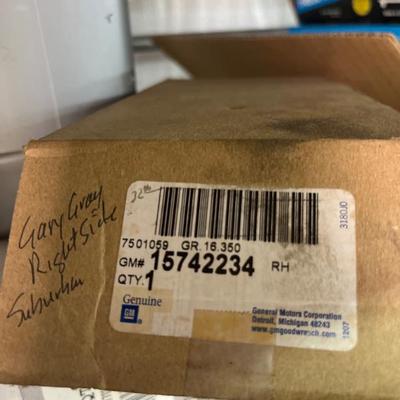 Gary Gray
Right Side
Suburban
7501059 GR.16.350
GM# 15742234 RH
QTY.1
Genuine
GM
General Motors Corporation
Detroit, Michigan 48243
www.gmgoodwrench.com
1207
3180J0